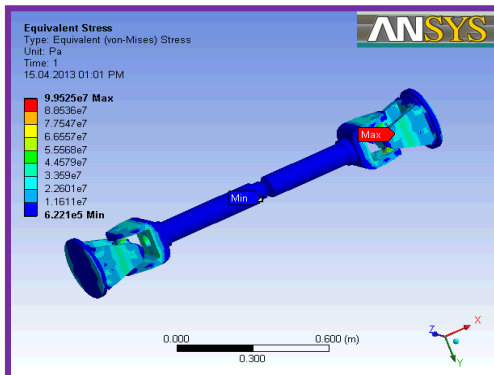 ANSYS
Equivalent Stress
Type: Equivalent (von-Mises) Stress
Unit: Pa
Time: 1
15.04.2013 01:01 PM
9.9525e7 Max
8.8536e7
7.7547e7
6.6557e7
5.5568e7
4.4579e7
3.359e7
2.2601e7
1.1611e7
6.221e5 Min
Max
Min
0.000
0.600 (m)
0.300
X
Z
Y